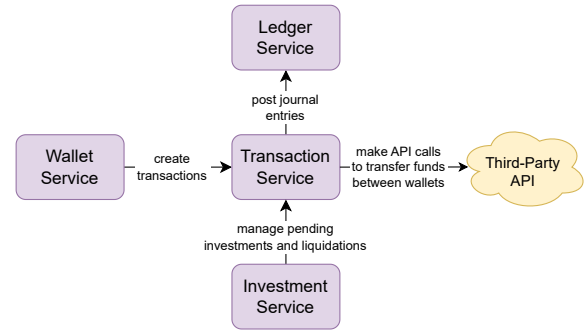 Ledger
Service
post journal
entries
Wallet
Service
create
transactions
Transaction
Service
make API calls
to transfer funds
between wallets
Third-Party
API
manage pending
investments and liquidations
Investment
Service